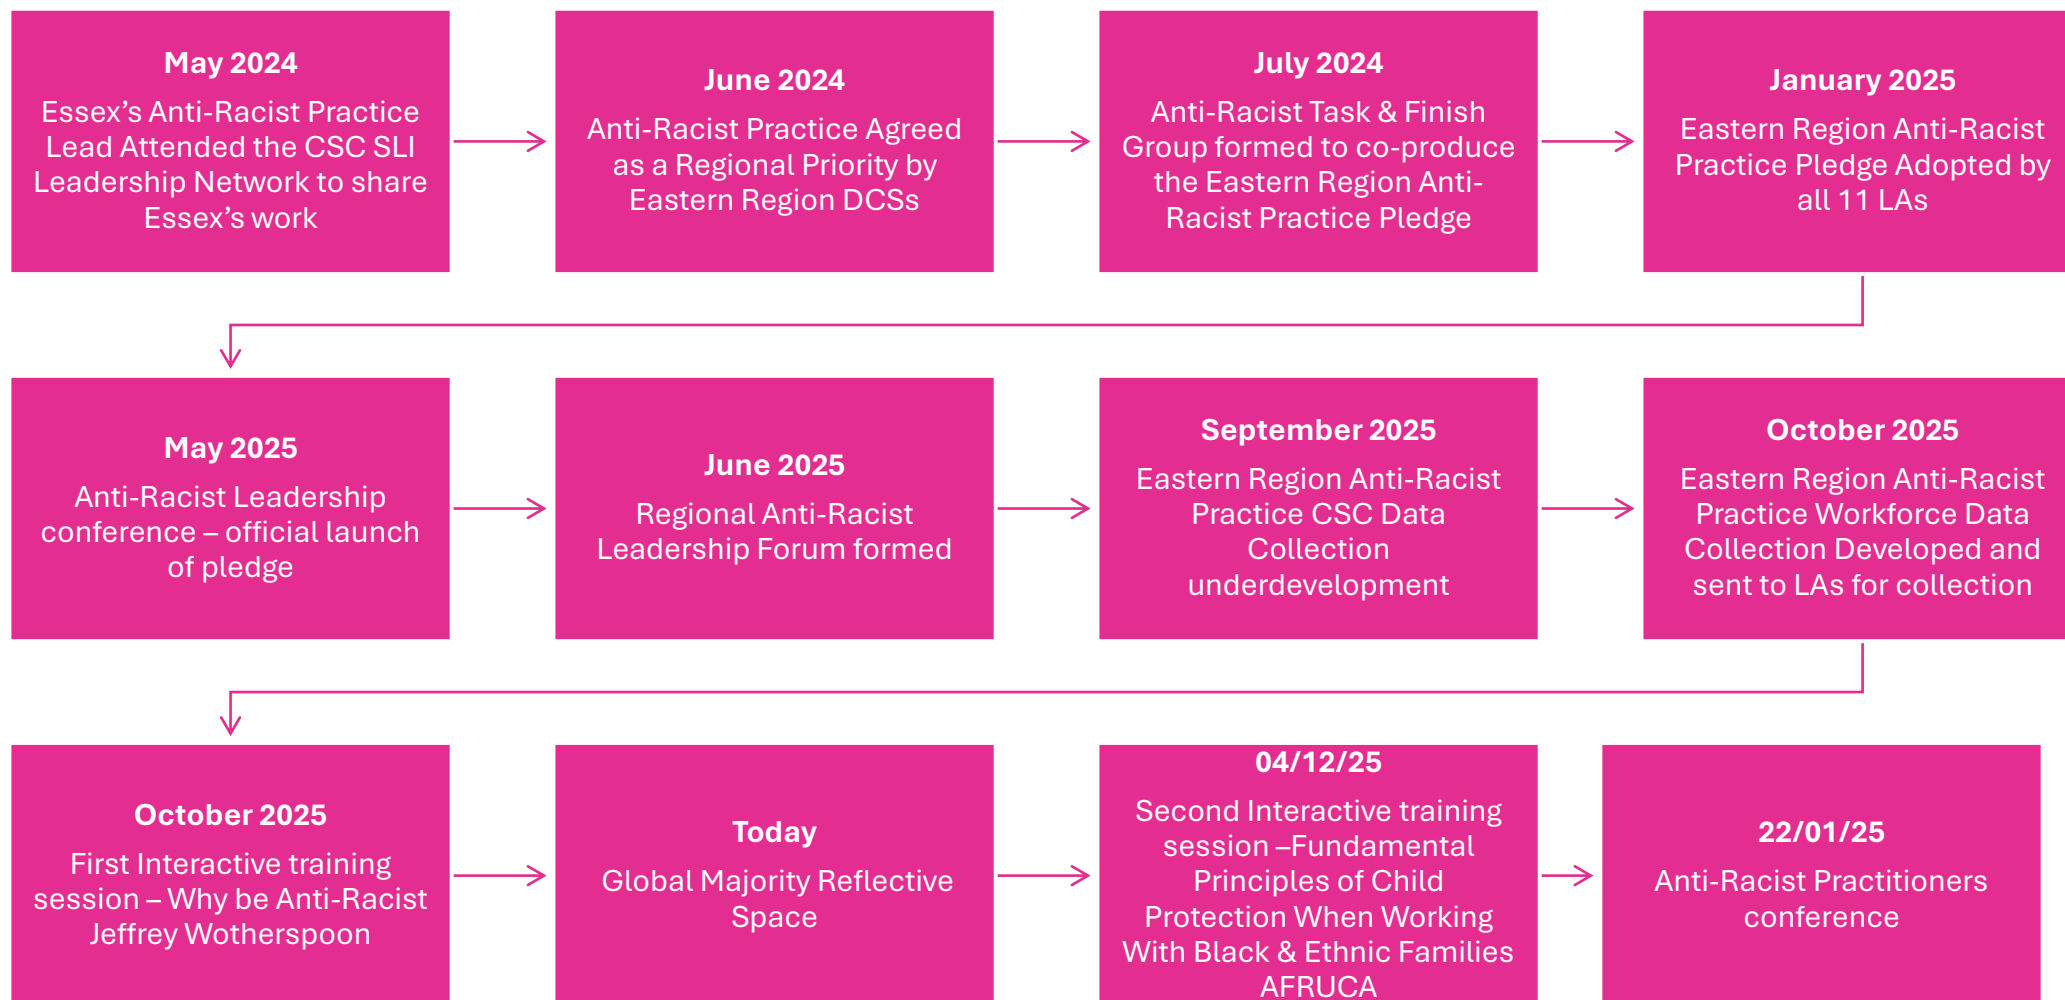 May 2024
Essex’s Anti-Racist Practice
Lead Attended the CSC SLI
Leadership Network to share
Essex’s work
June 2024
Anti-Racist Practice Agreed
as a Regional Priority by
Eastern Region DCSs
July 2024
Anti-Racist Task & Finish
Group formed to co-produce
the Eastern Region Anti-
Racist Practice Pledge
January 2025
Eastern Region Anti-Racist
Practice Pledge Adopted by
all 11 LAs
May 2025
Anti-Racist Leadership
conference – official launch
of pledge
June 2025
Regional Anti-Racist
Leadership Forum formed
September 2025
Eastern Region Anti-Racist
Practice CSC Data
Collection
underdevelopment
October 2025
Eastern Region Anti-Racist
Practice Workforce Data
Collection Developed and
sent to LAs for collection
October 2025
First Interactive training
session – Why be Anti-Racist
Jeffrey Wotherspoon
Today
Global Majority Reflective
Space
04/12/25
Second Interactive training
session –Fundamental
Principles of Child
Protection When Working
With Black & Ethnic Families
AFRUCA
22/01/25
Anti-Racist Practitioners
conference